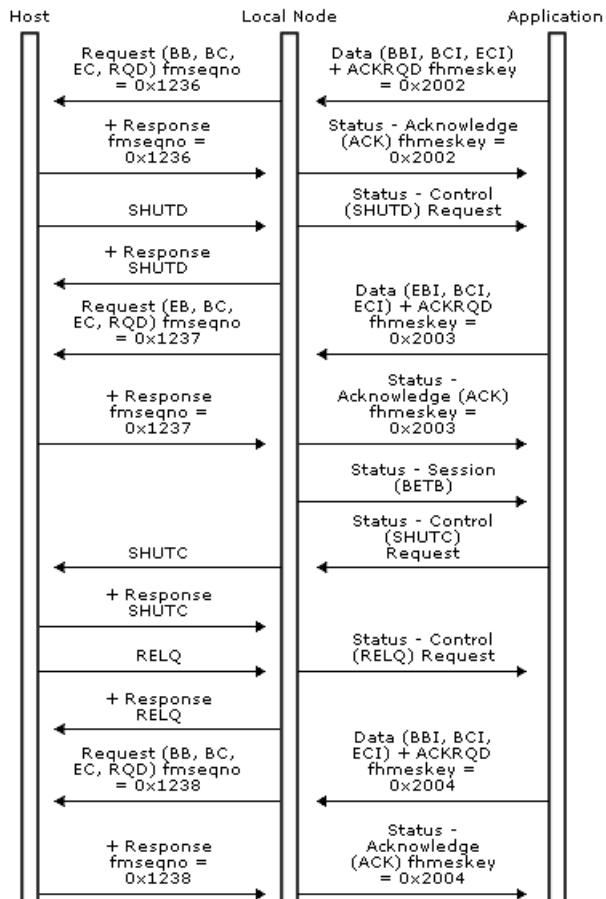 Host Local Node Application
Request (BB, BC,
EC, RQD) fmseqno
= 0x1236
Data (BBI, BCI, ECI)
+ ACKRQD
fhmeskey
= 0x2002
+ Response
fmseqno =
0x1236
Status - Acknowledge
(ACK) fhmeskey =
0x2002
SHUTD
Status - Control
(SHUTD) Request
+ Response
SHUTD
Request (EB, BC,
EC, RQD) fmseqno
= 0x1237
Data (EBI, BCI,
ECI) + ACKRQD
fhmeskey =
0x2003
+ Response
fmseqno =
0x1237
Status -
Acknowledge (ACK)
fhmeskey =
0x2003
Status - Session
(BETB)
SHUTC
Status - Control
(SHUTC)
Request
+ Response
SHUTC
RELQ
Status - Control
(RELQ) Request
+ Response
RELQ
Request (BB, BC,
EC, RQD) fmseqno
= 0x1238
Data (BBI, BCI,
ECI) + ACKRQD
fhmeskey =
0x2004
+ Response
fmseqno =
0x1238
Status -
Acknowledge
(ACK) fhmeskey
= 0x2004